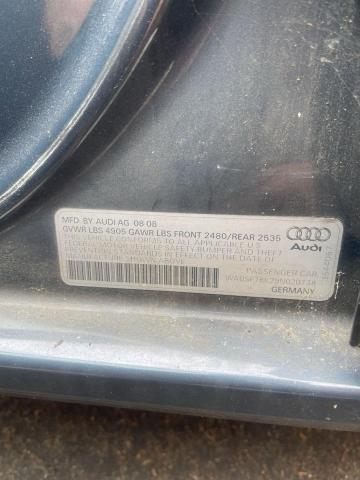 MFD. BY AUDI AG 08 08
GVWR LBS 4905 GAWR LBS FRONT 2480/REAR 2535
THIS VEHICLE CONFORMS TO ALL APPLICABLE U.S.
FEDERAL MOTOR VEHICLE SAFETY BUMPER AND THEFT
PREVENTION STANDARDS IN EFFECT ON THE DATE OF
MANUFACTURE SHOWN ABOVE
Audi
PASSENGER CAR
GERMANY